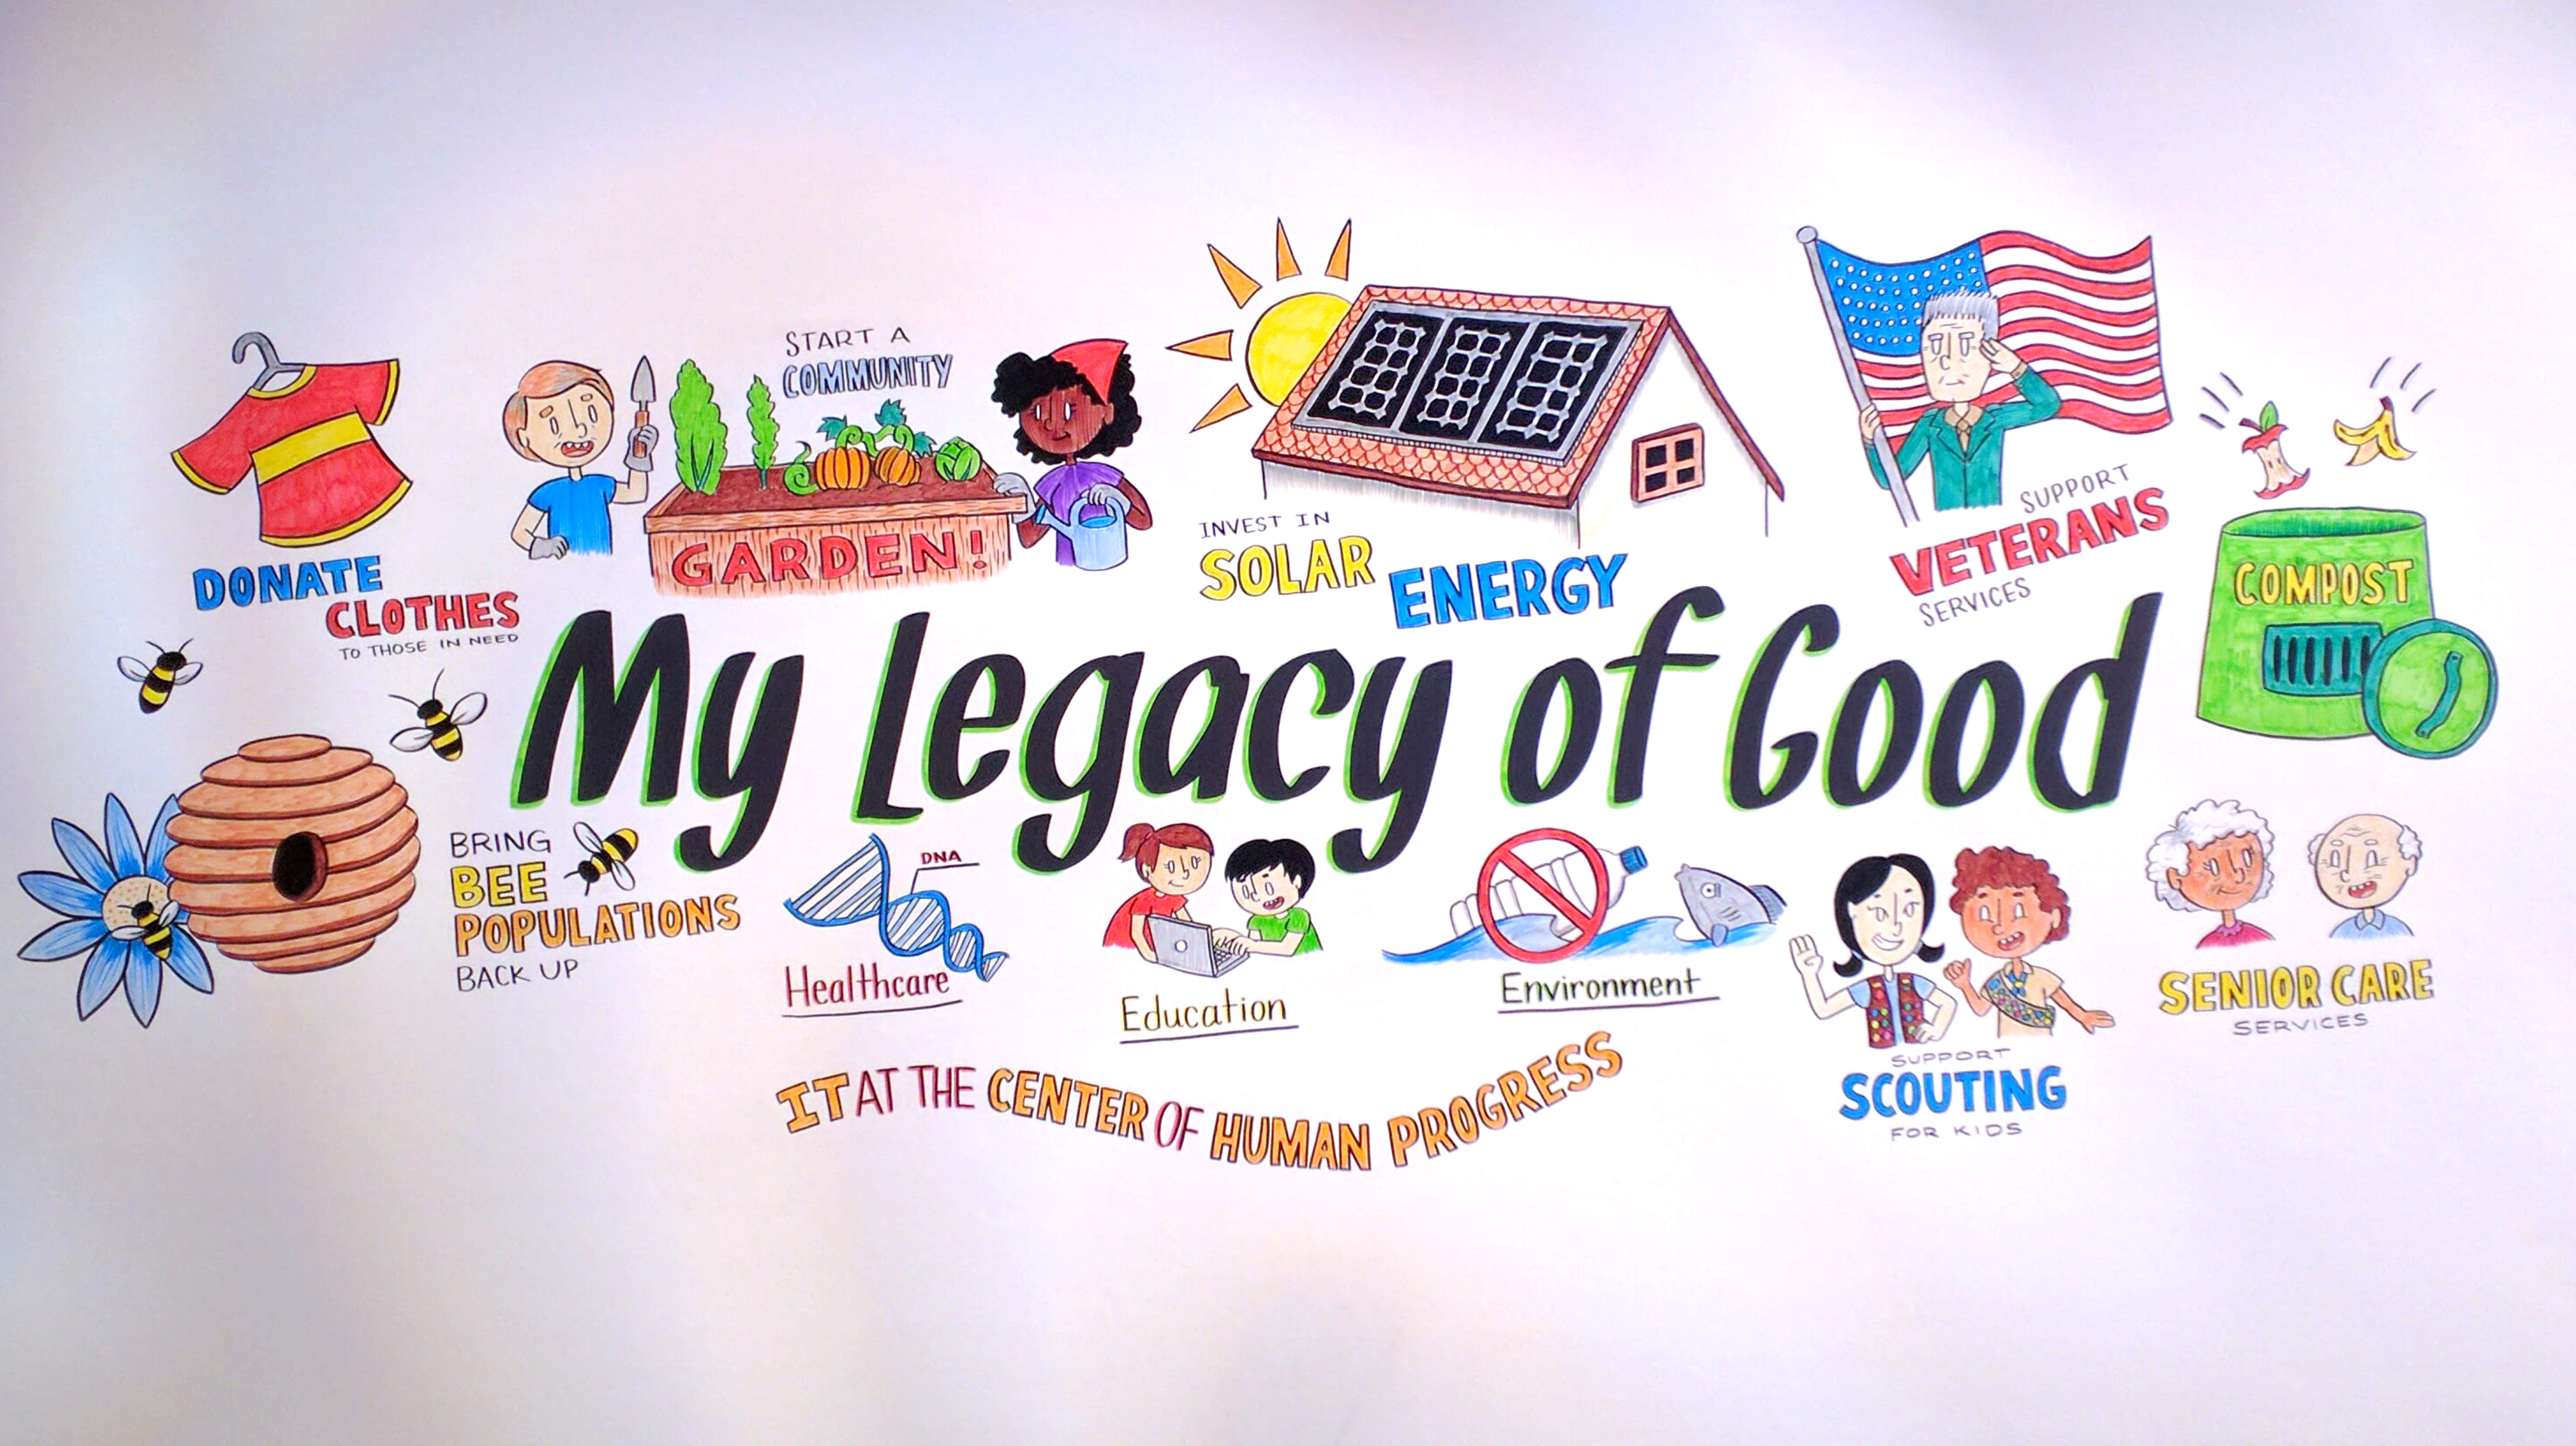 START A
COMMUNITY
GARDEN!
INVEST IN
SOLAR
ENERGY
SUPPORT
VETERANS
SERVICES
DONATE
CLOTHES
TO THOSE IN NEED
COMPOST
My Legacy of Good
BRING
BEE
POPULATIONS
BACK UP
DNA
Healthcare
Education
Environment
IT AT THE CENTER OF HUMAN PROGRESS
SUPPORT
SCOUTING
FOR KIDS
SENIOR CARE
SERVICES